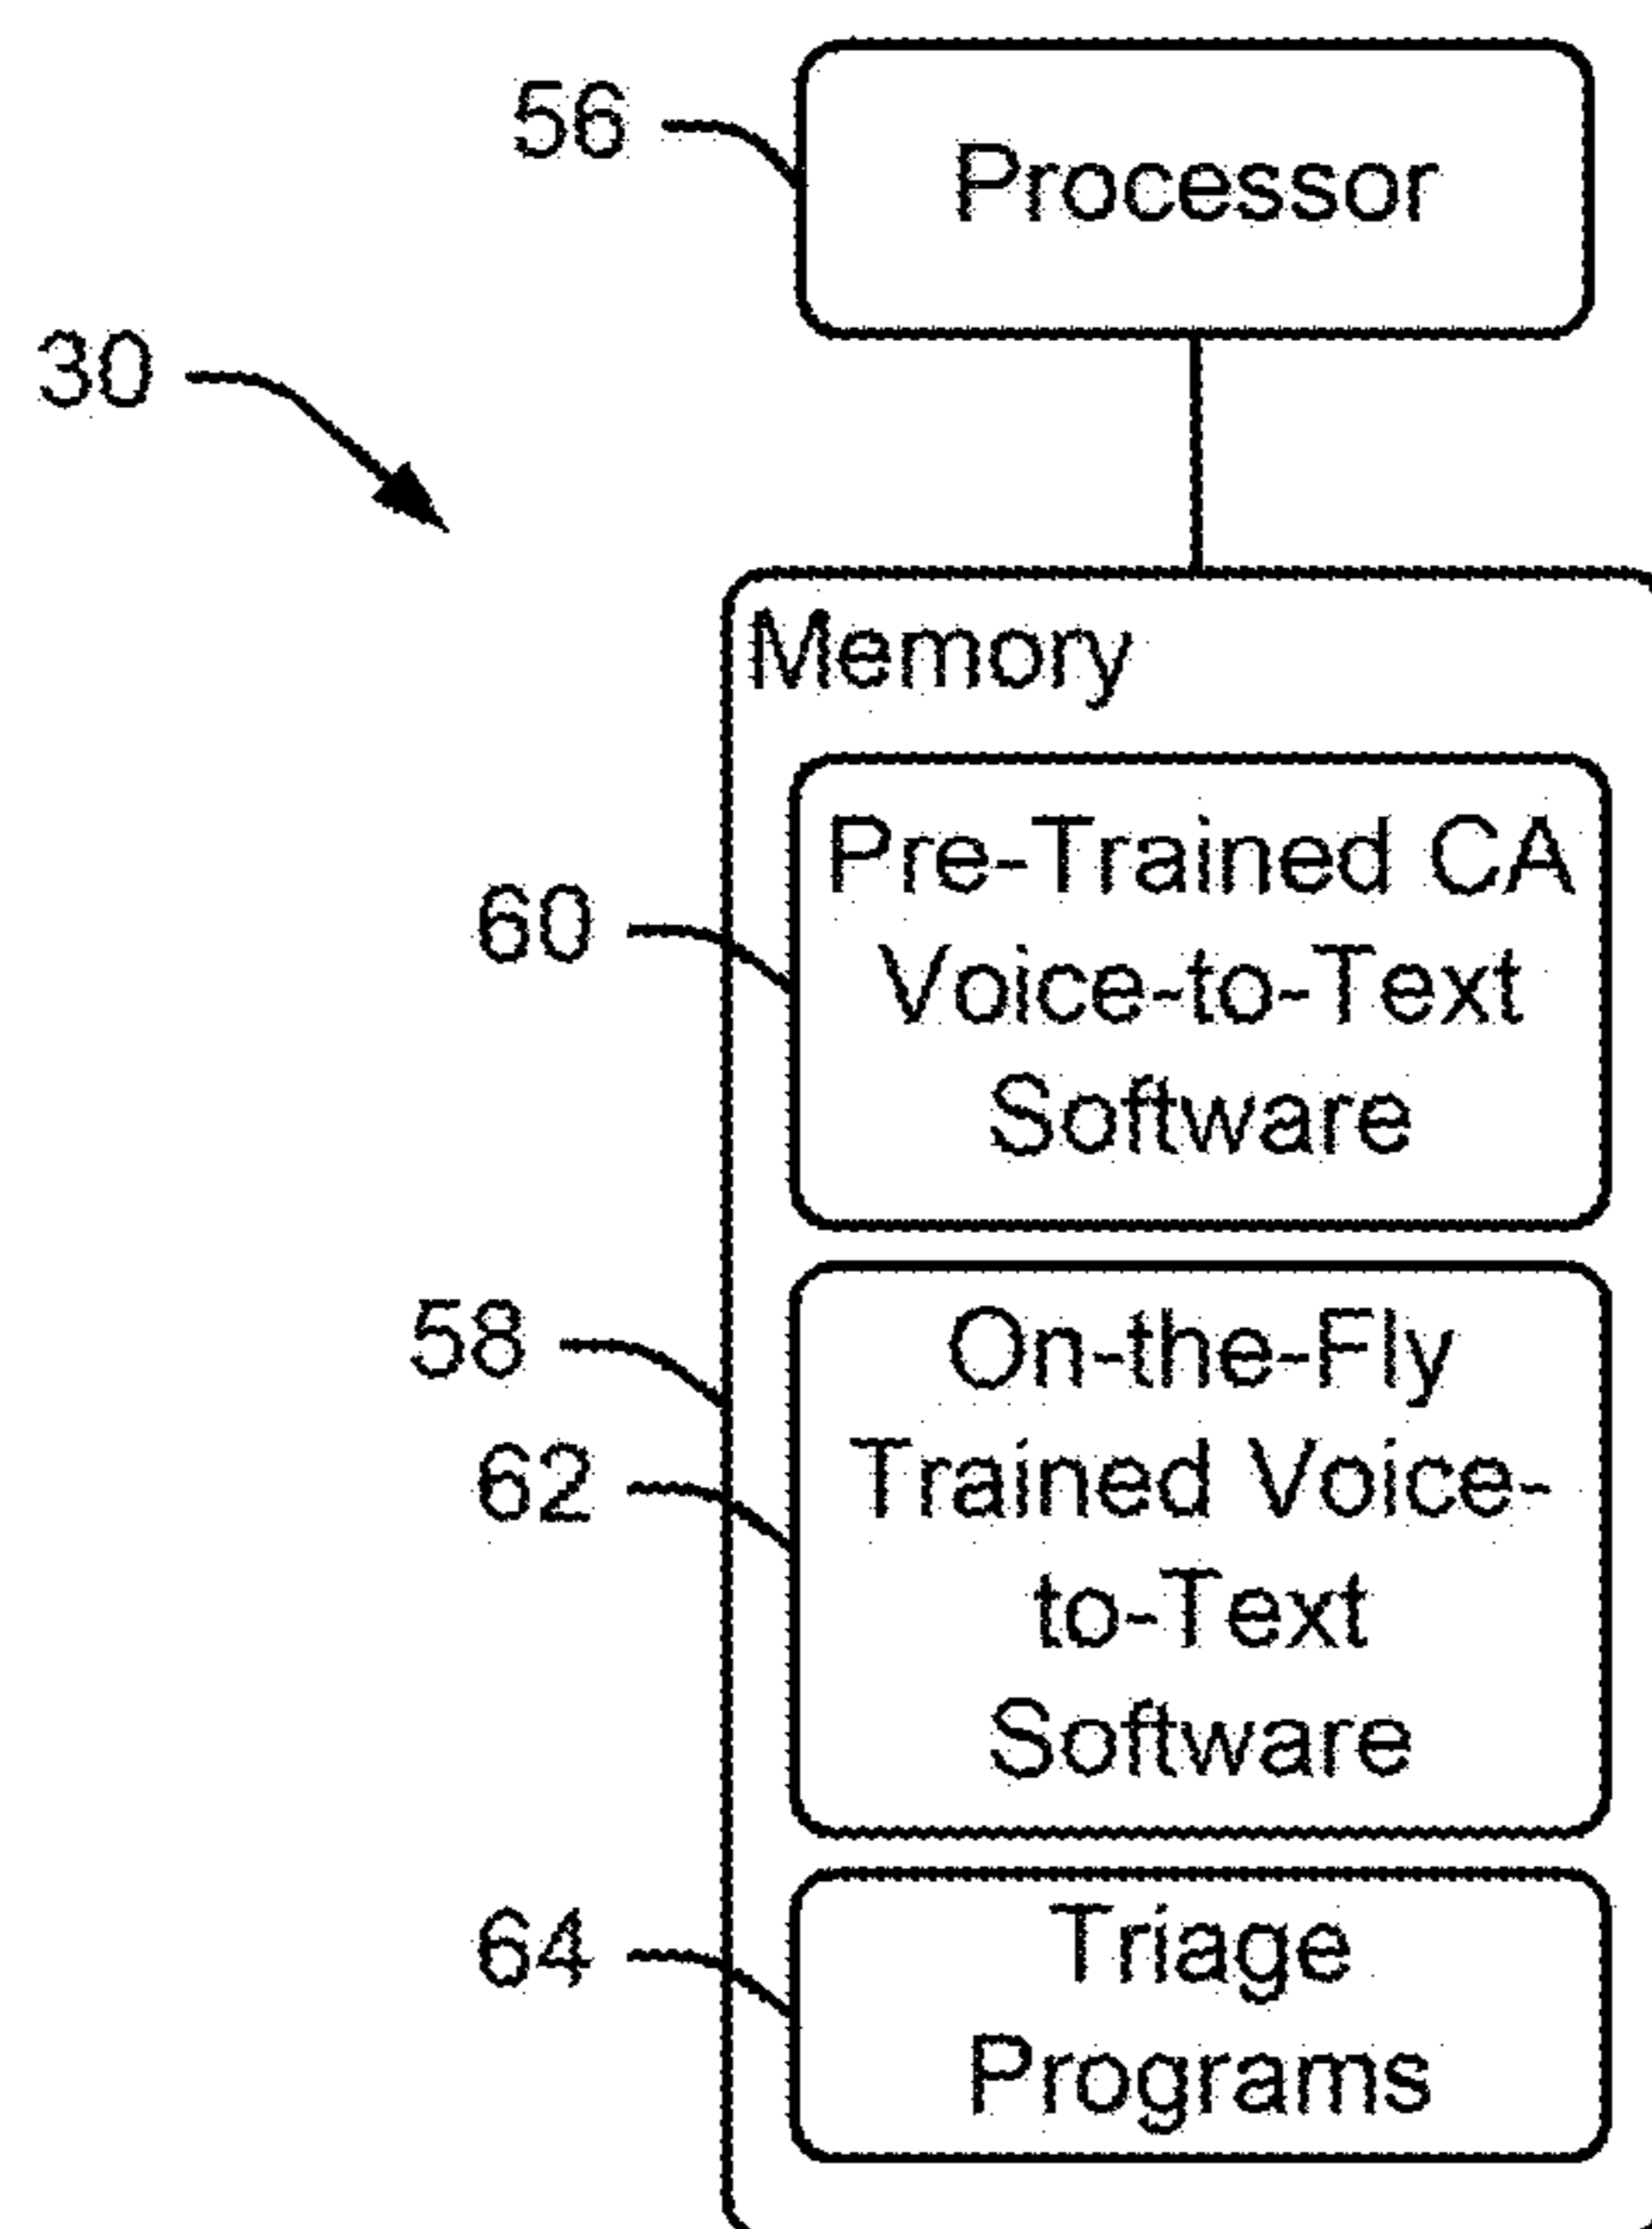 56
Processor
30
Memory
Pre-Trained CA
60
Voice-to-Text
Software
58
On-the-Fly
62
Trained Voice-
to-Text
Software
64
Triage
Programs